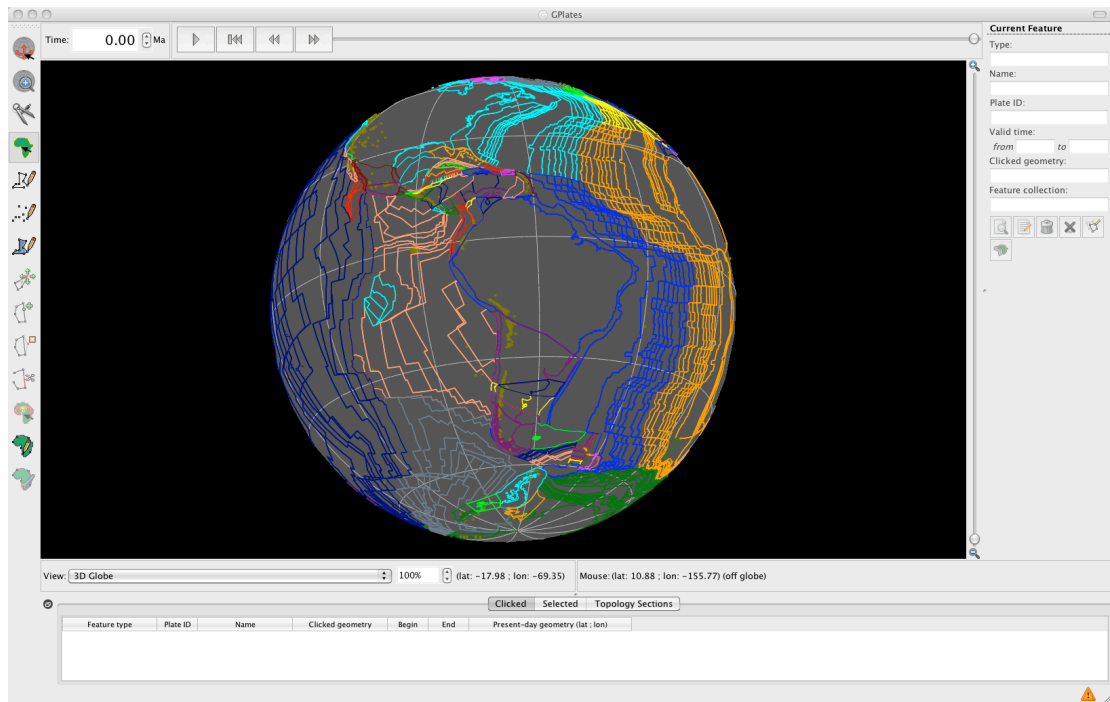 GPlates
Time: 0.00 Ma
Current Feature
Type:
Name:
Plate ID:
Valid time:
from to
Clicked geometry:
Feature collection:
View: 3D Globe 100% (lat: -17.98 ; lon: -69.35) Mouse: (lat: 10.88 ; lon: -155.77) (off globe)
Clicked Selected Topology Sections
Feature type Plate ID Name Clicked geometry Begin End Present-day geometry (lat ; lon)